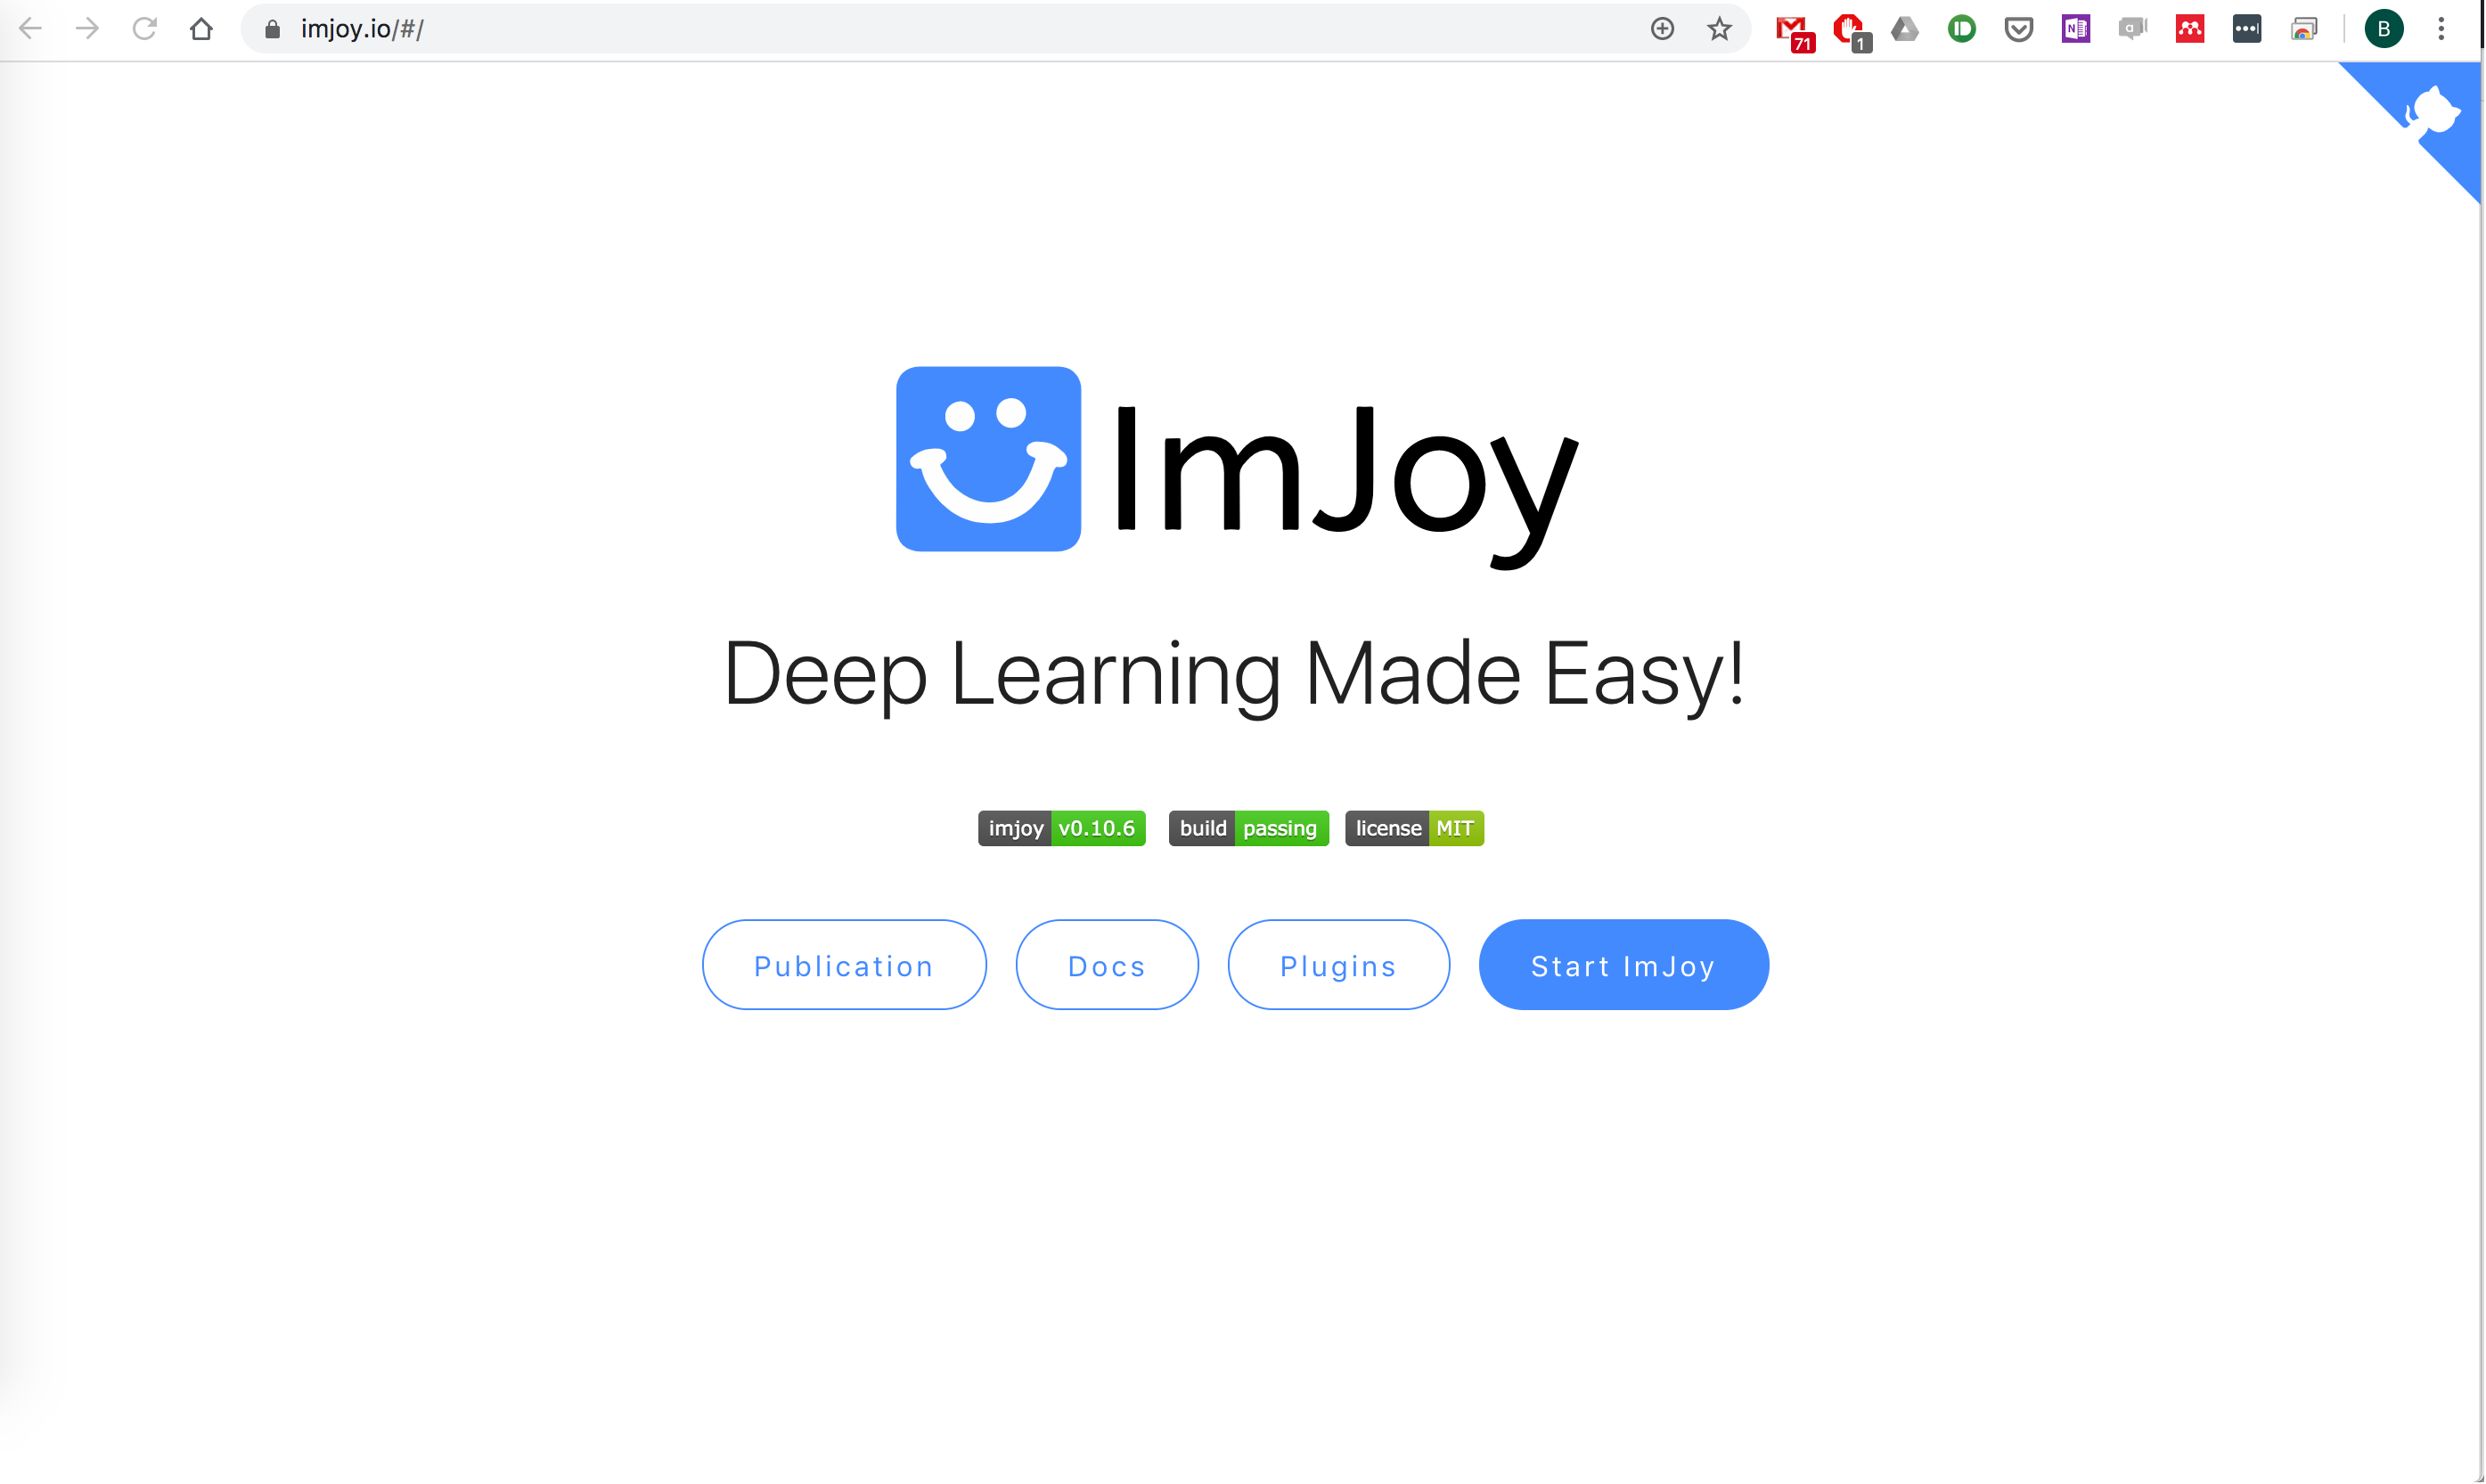 imjoy.io/#/
71
1
N
a
B
ImJoy
Deep Learning Made Easy!
imjoy v0.10.6 build passing license MIT
Publication Docs Plugins Start ImJoy